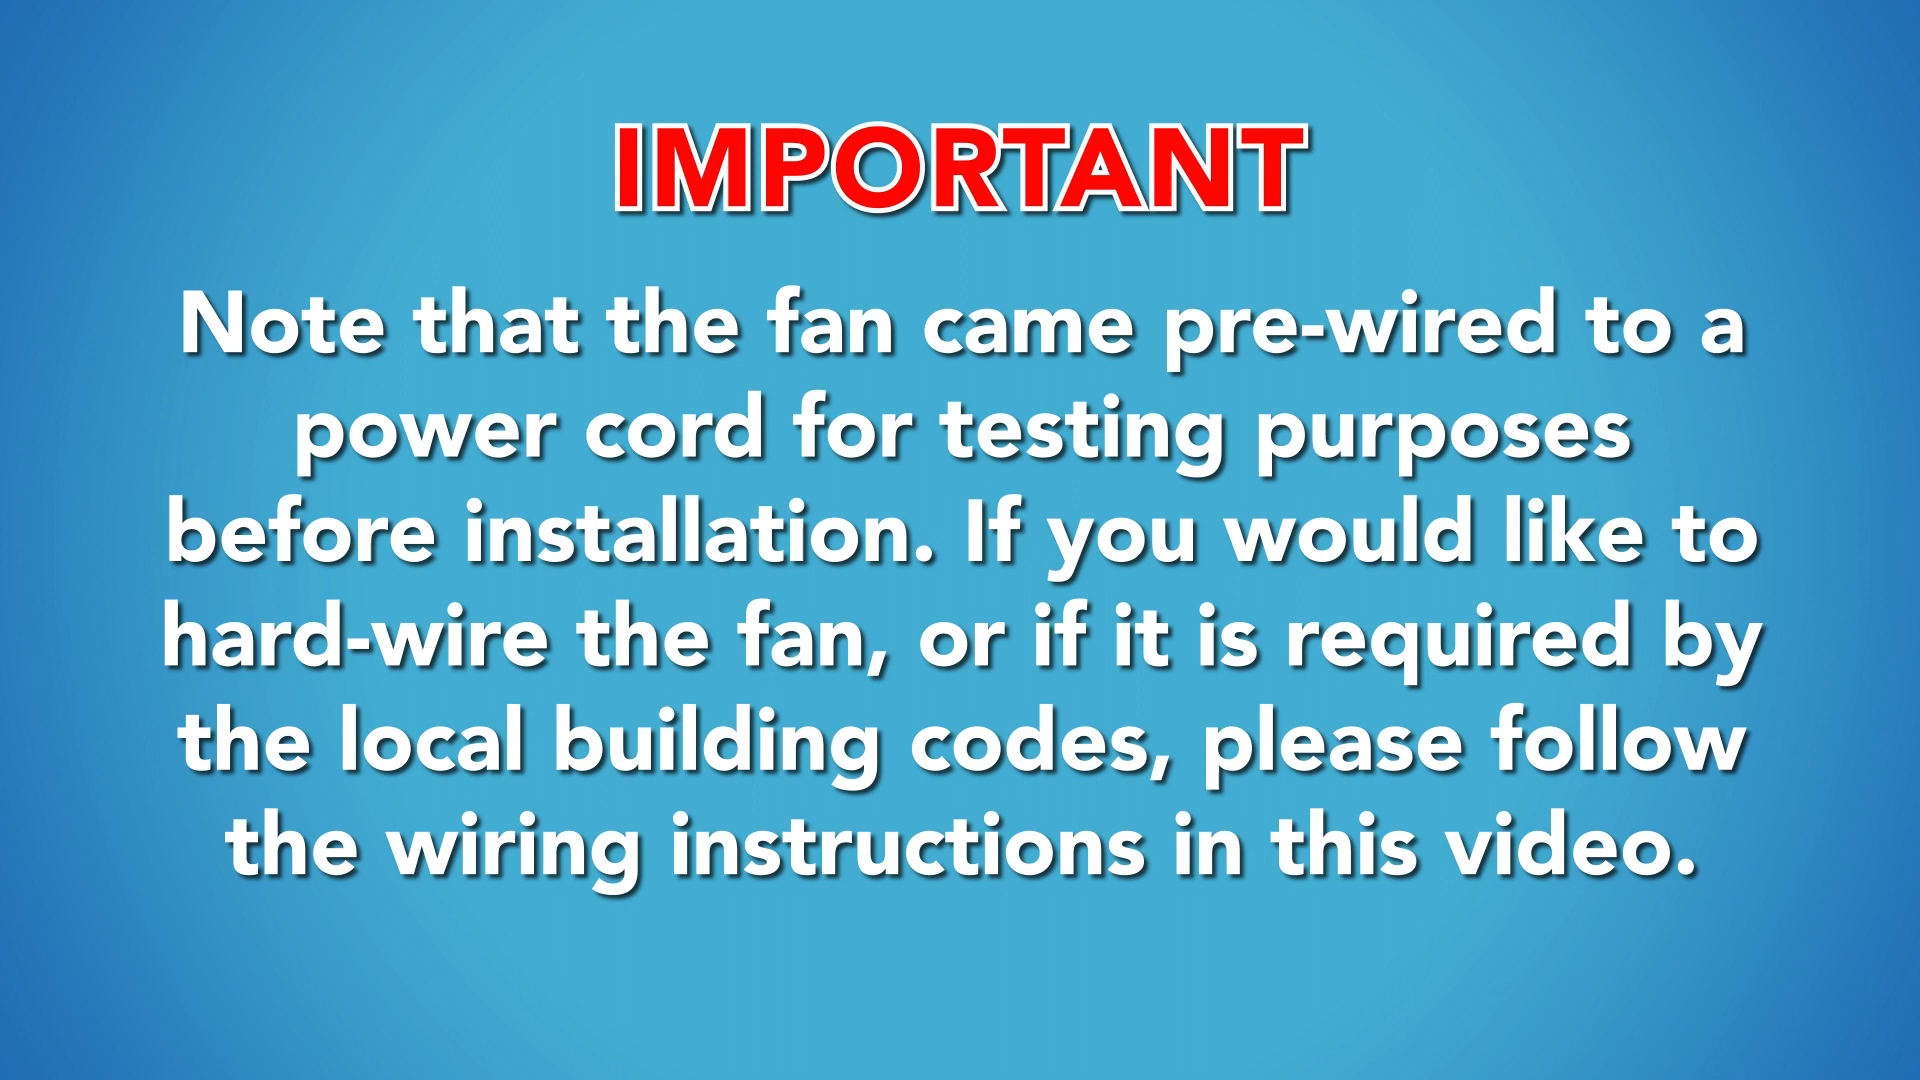 IMPORTANT
Note that the fan came pre-wired to a
power cord for testing purposes
before installation. If you would like to
hard-wire the fan, or if it is required by
the local building codes, please follow
the wiring instructions in this video.